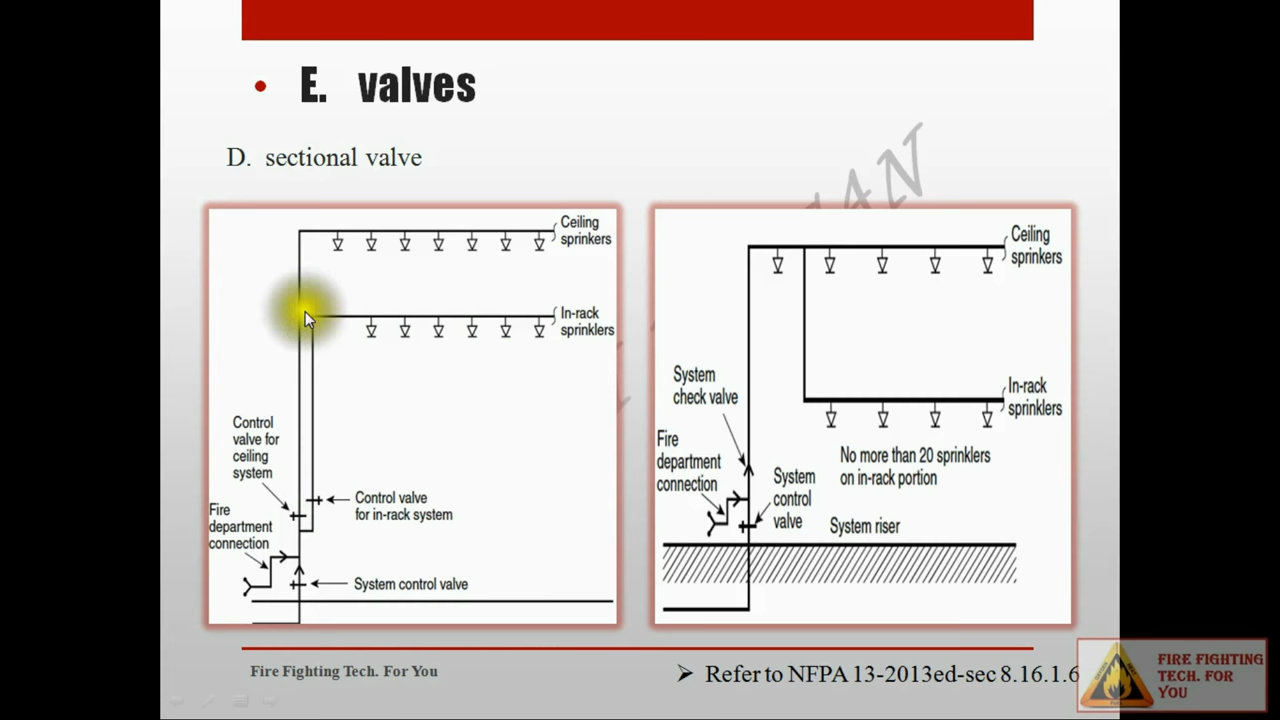 • E. valves
D. sectional valve
Ceiling
sprinkers
In-rack
sprinklers
Control
valve for
ceiling
system
Control valve
for in-rack system
Fire
department
connection
System control valve
Ceiling
sprinkers
System
check valve
In-rack
sprinklers
Fire
department
connection
No more than 20 sprinklers
on in-rack portion
System
control
valve
System riser
Fire Fighting Tech. For You
➢ Refer to NFPA 13-2013ed-sec 8.16.1.6
FIRE FIGHTING
TECH. FOR
YOU